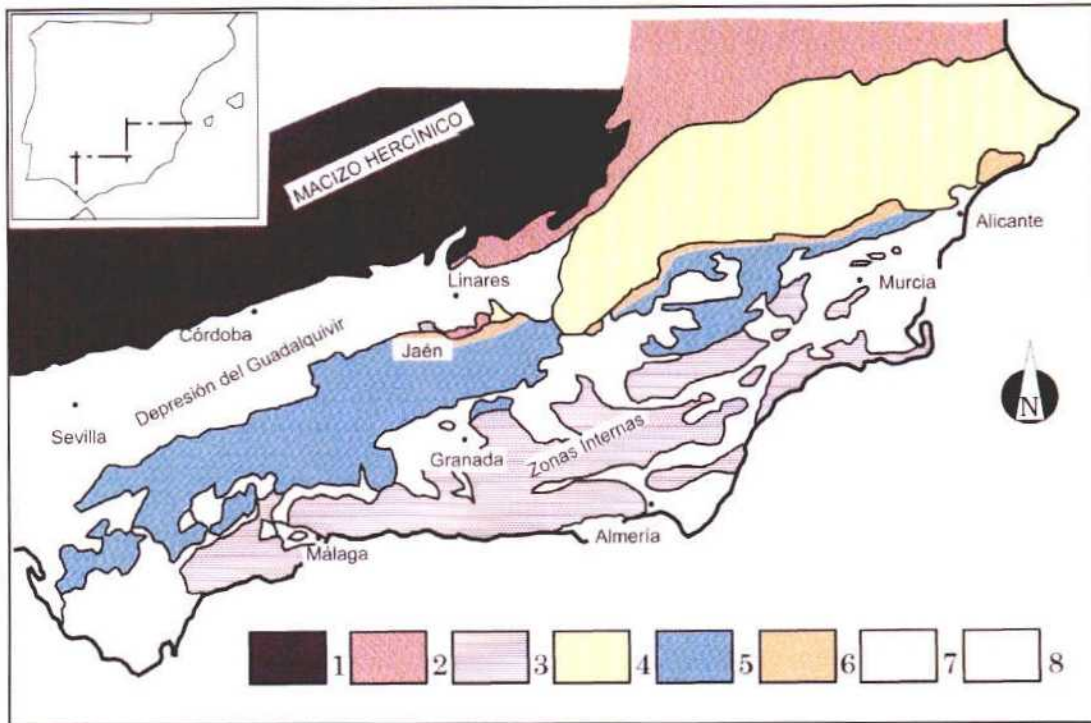 MACIZO HERCÍNICO
Alicante
Linares
Murcia
Córdoba
Jaén
Depresión del Guadalquivir
Sevilla
Granada
Zonas Internas
N
Almería
Málaga
1 2 3 4 5 6 7 8